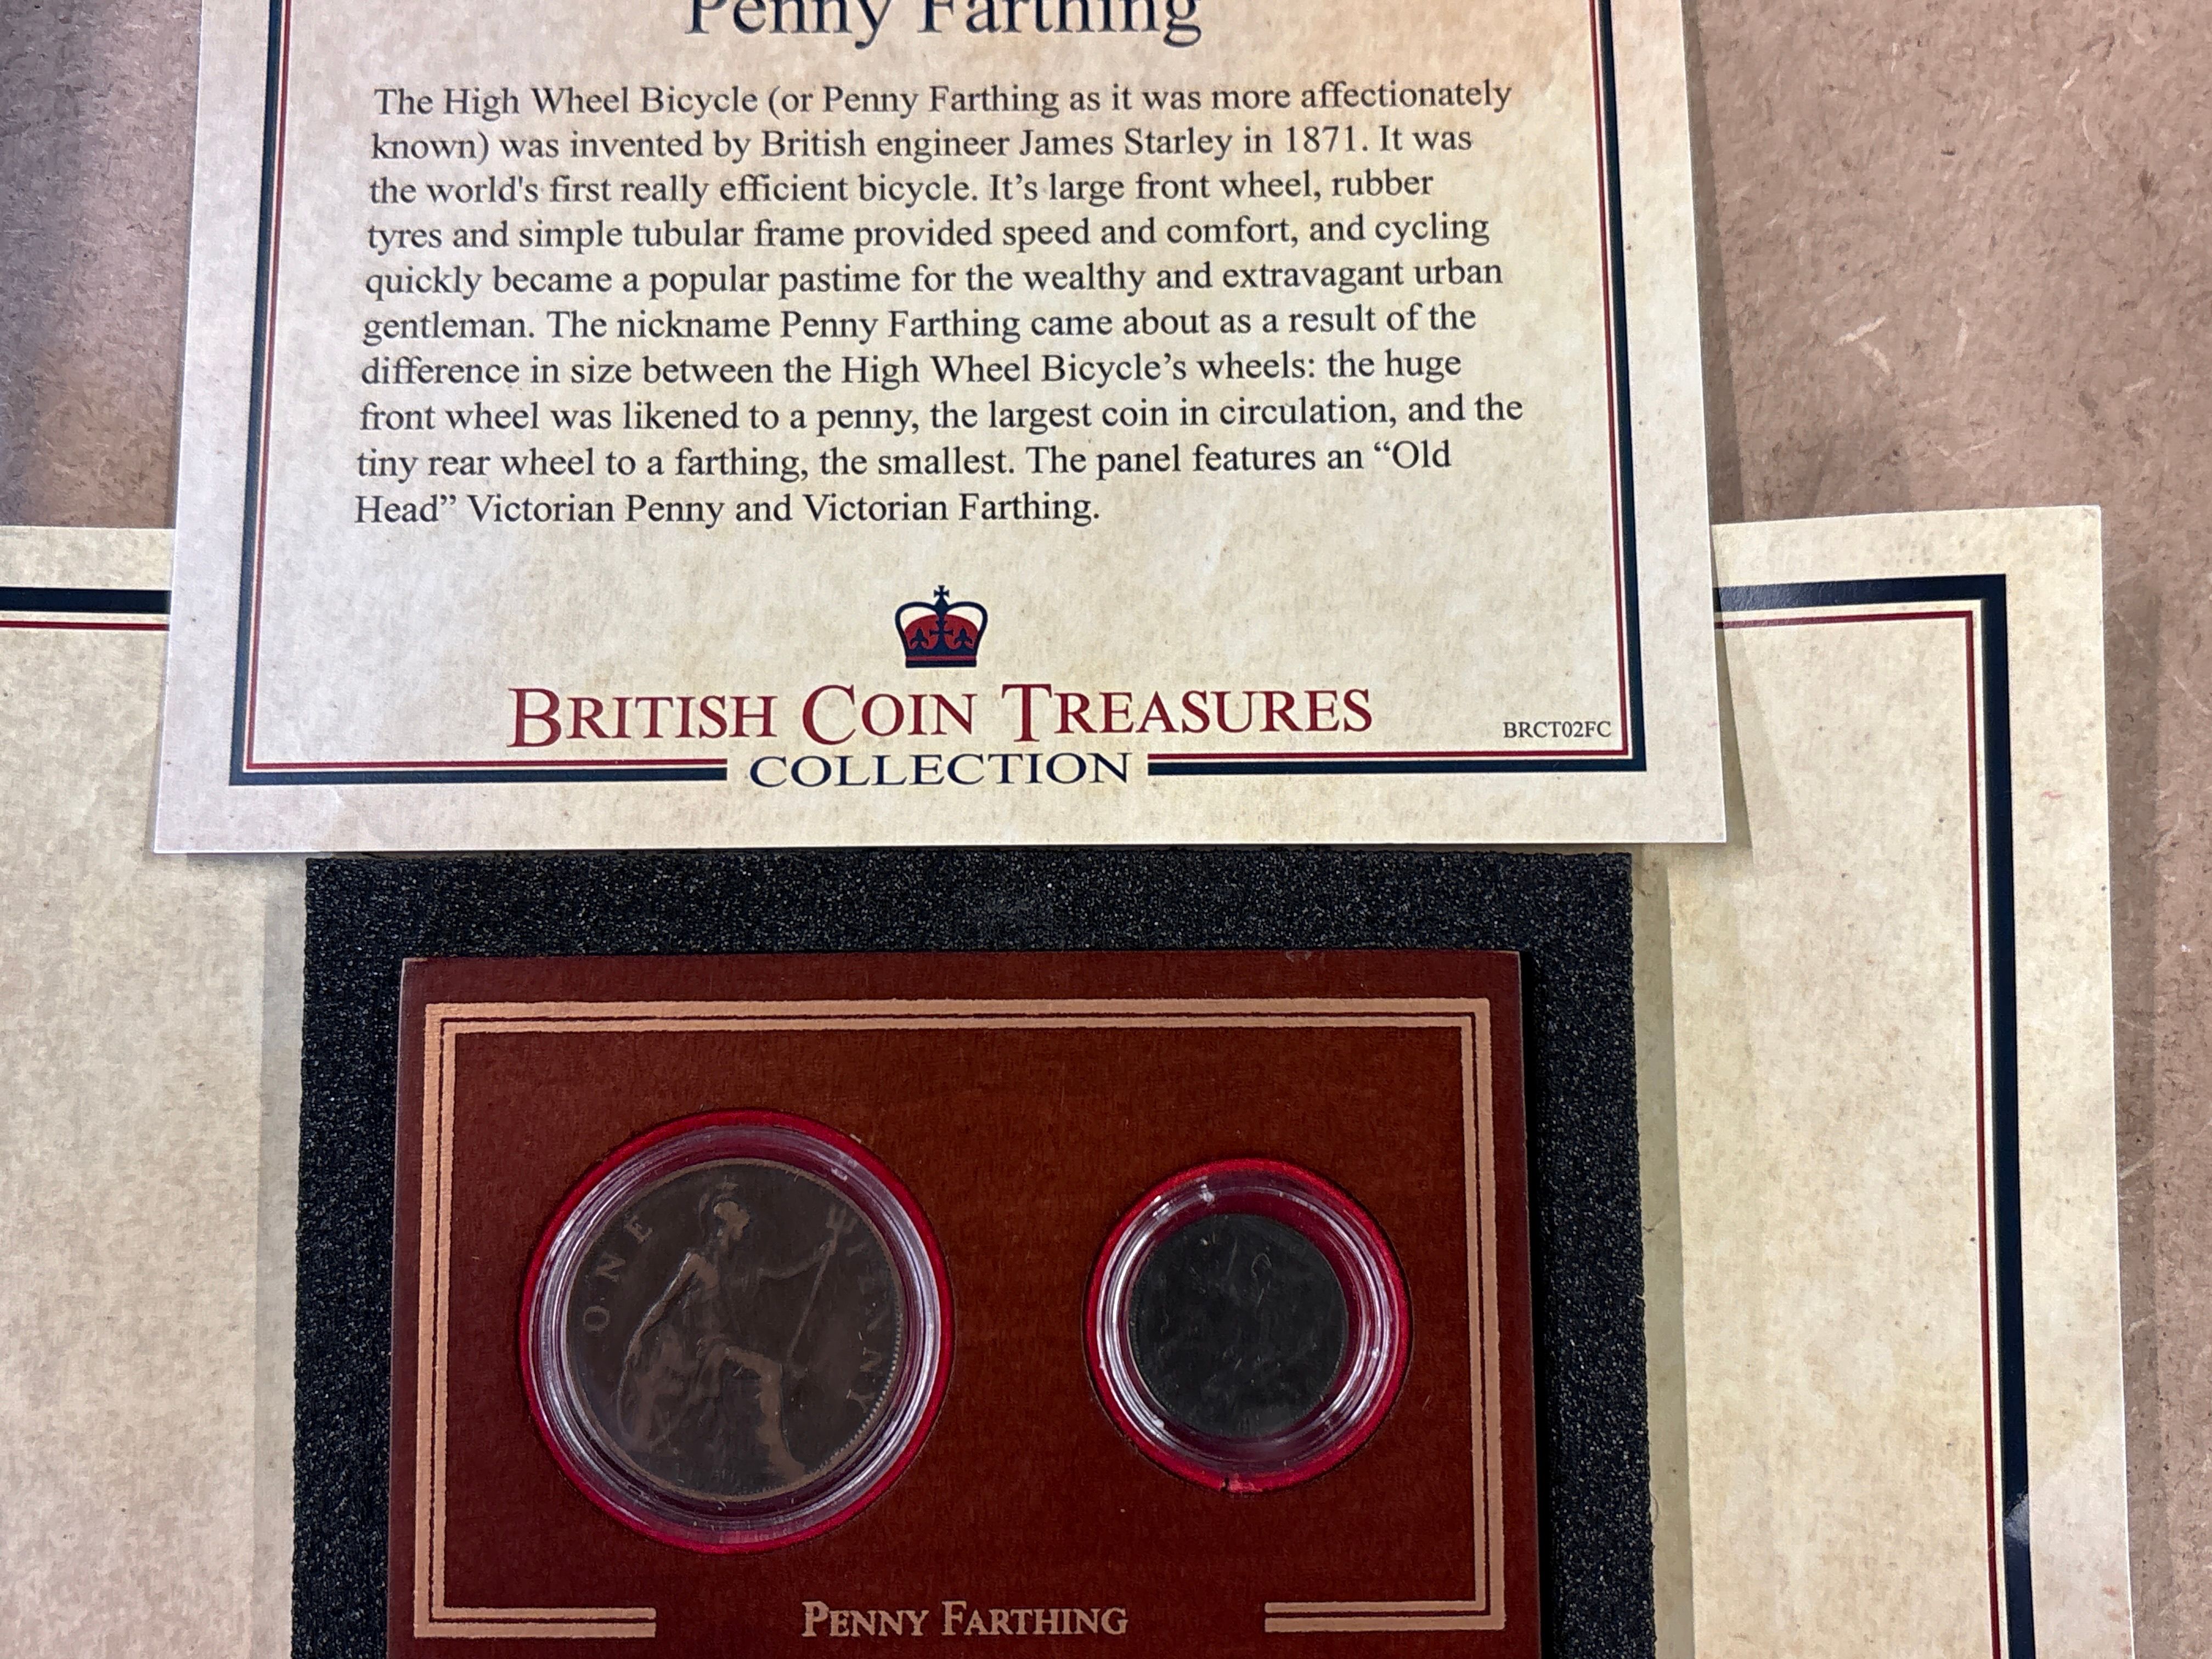 Penny Farthing
The High Wheel Bicycle (or Penny Farthing as it was more affectionately
known) was invented by British engineer James Starley in 1871. It was
the world's first really efficient bicycle. It’s large front wheel, rubber
tyres and simple tubular frame provided speed and comfort, and cycling
quickly became a popular pastime for the wealthy and extravagant urban
gentleman. The nickname Penny Farthing came about as a result of the
difference in size between the High Wheel Bicycle’s wheels: the huge
front wheel was likened to a penny, the largest coin in circulation, and the
tiny rear wheel to a farthing, the smallest. The panel features an “Old
Head” Victorian Penny and Victorian Farthing.
BRITISH COIN TREASURES
COLLECTION
BRCT02FC
ONE PENNY
PENNY FARTHING